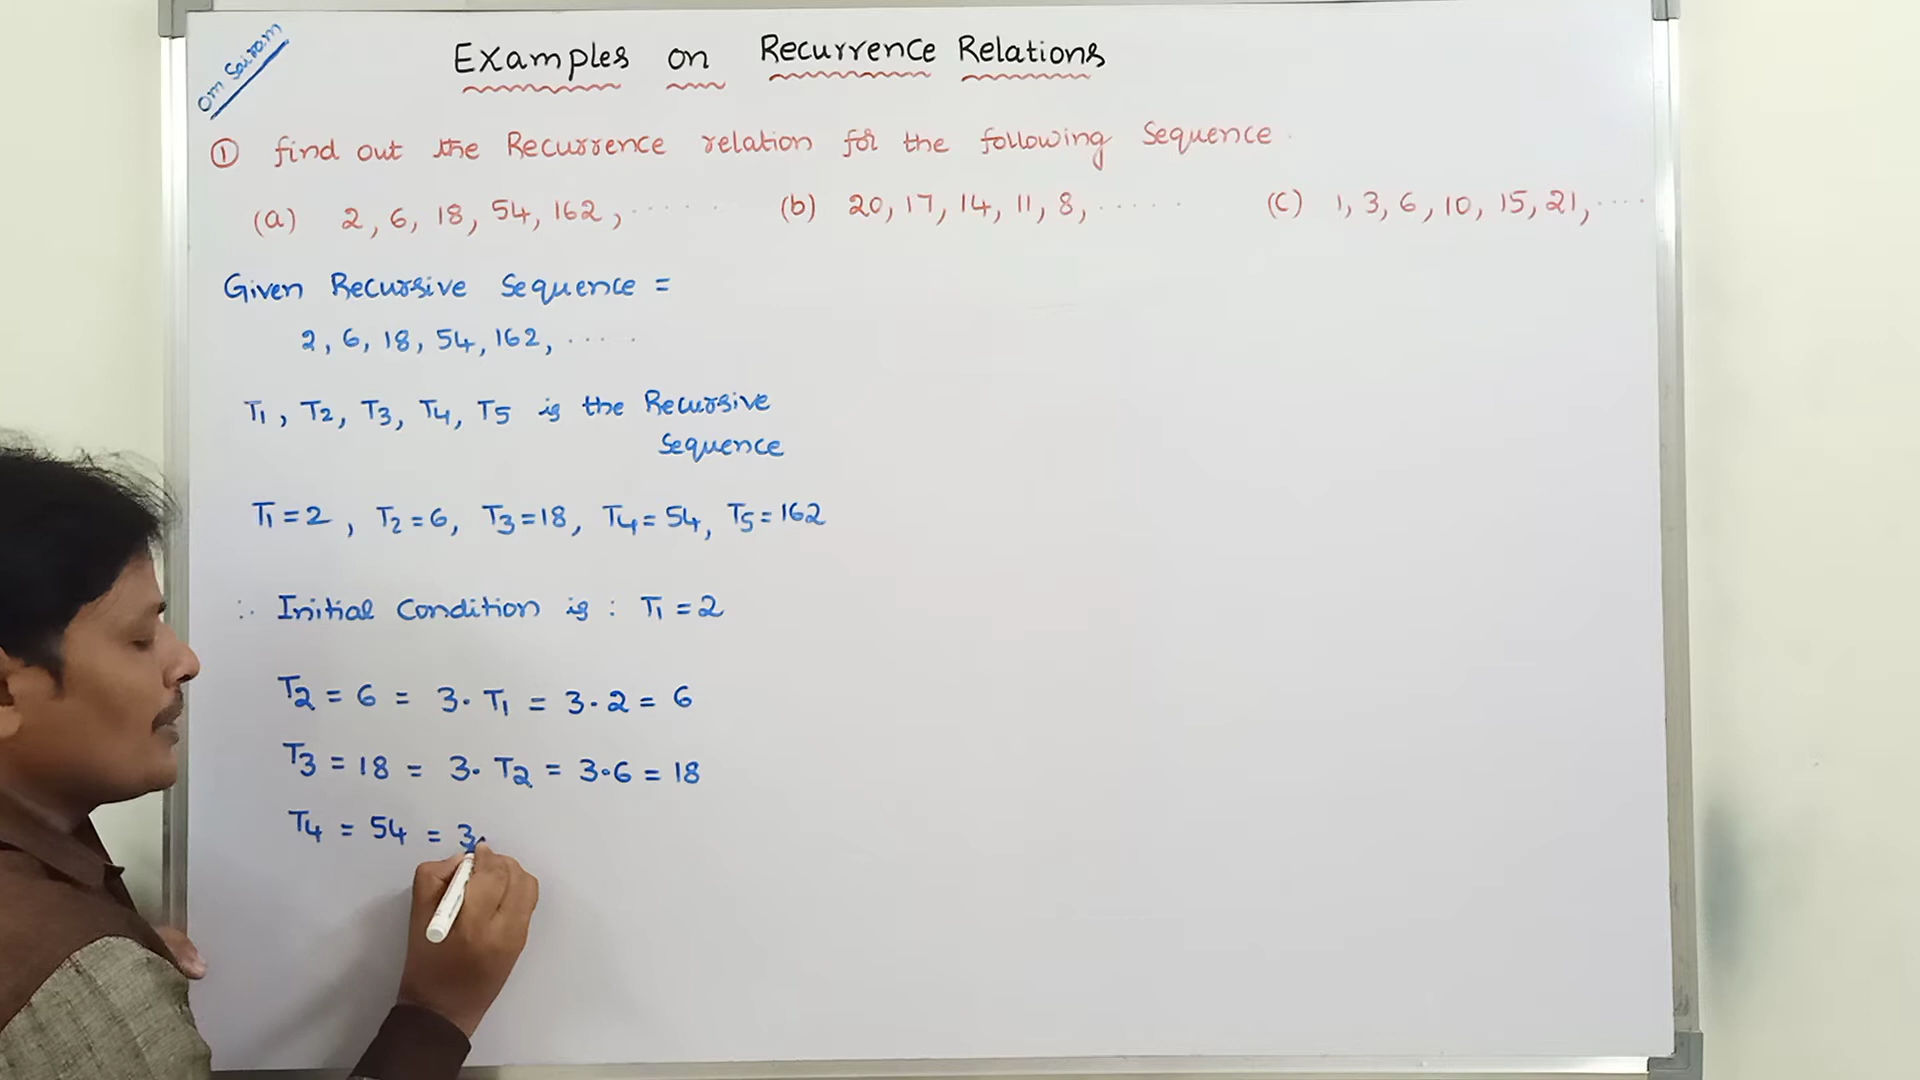 Om Sairam
Examples on Recurrence Relations
① find out the Recurrence relation for the following Sequence.
(a) 2, 6, 18, 54, 162, ...... (b) 20, 17, 14, 11, 8, ...... (c) 1, 3, 6, 10, 15, 21, ....
Given Recursive Sequence =
2, 6, 18, 54, 162, .....
T1, T2, T3, T4, T5 is the Recursive
Sequence
T1 = 2, T2 = 6, T3 = 18, T4 = 54, T5 = 162
∴ Initial Condition is : T1 = 2
T2 = 6 = 3. T1 = 3.2 = 6
T3 = 18 = 3. T2 = 3.6 = 18
T4 = 54 = 3.